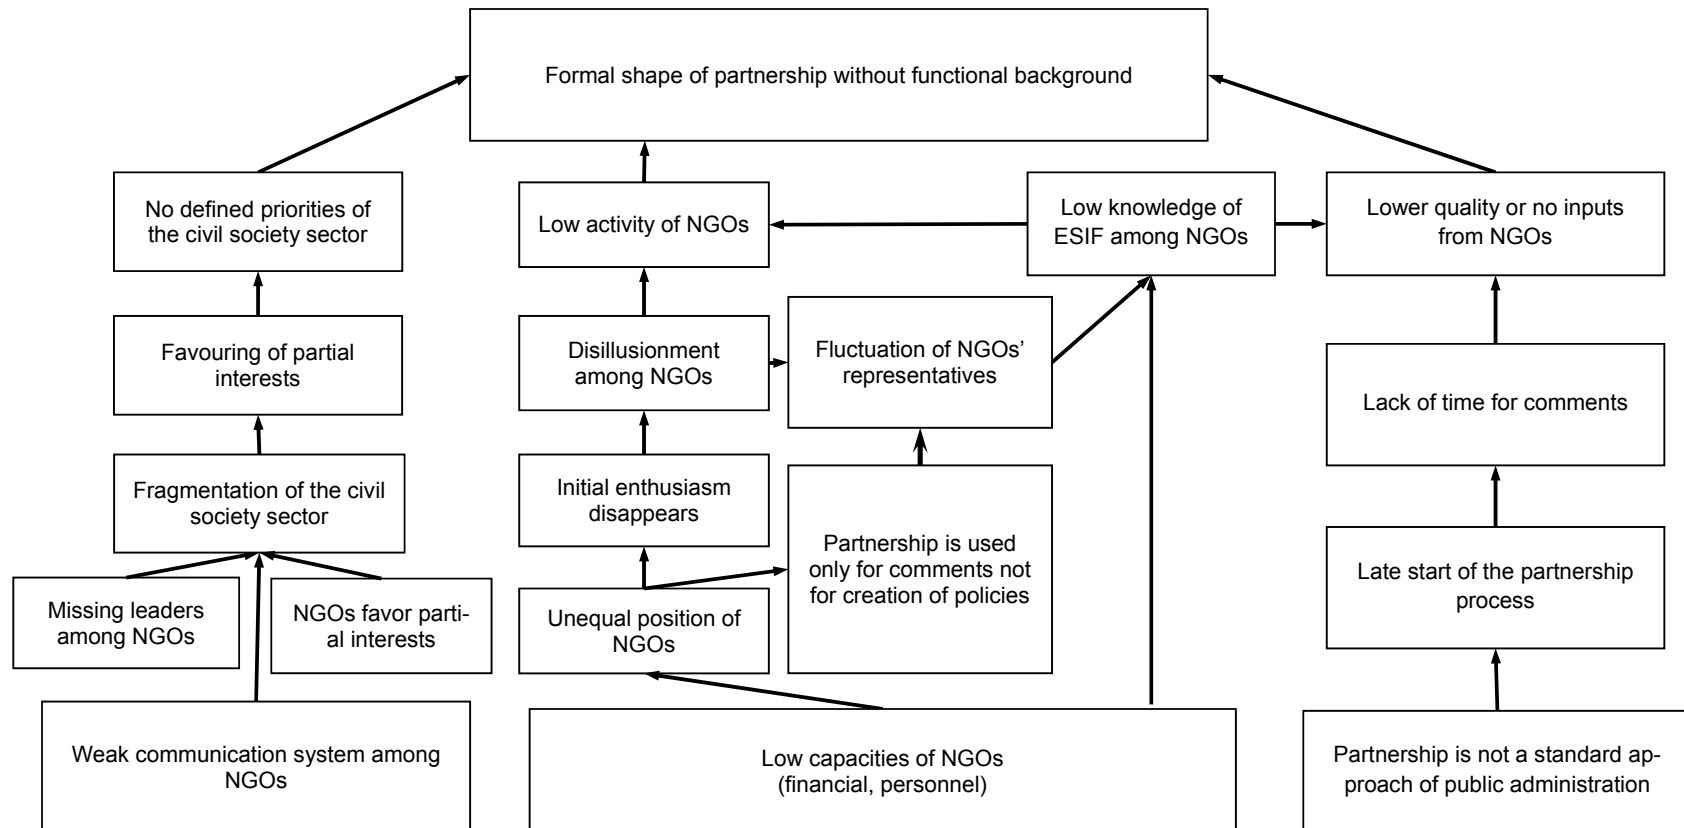 Formal shape of partnership without functional background
No defined priorities of
the civil society sector
Low activity of NGOs
Low knowledge of
ESIF among NGOs
Lower quality or no inputs
from NGOs
Favouring of partial
interests
Disillusionment
among NGOs
Fluctuation of NGOs’
representatives
Lack of time for comments
Fragmentation of the civil
society sector
Initial enthusiasm
disappears
Partnership is used
only for comments not
for creation of policies
Late start of the partnership
process
Missing leaders
among NGOs
NGOs favor parti-
al interests
Unequal position of
NGOs
Weak communication system among
NGOs
Low capacities of NGOs
(financial, personnel)
Partnership is not a standard ap-
proach of public administration